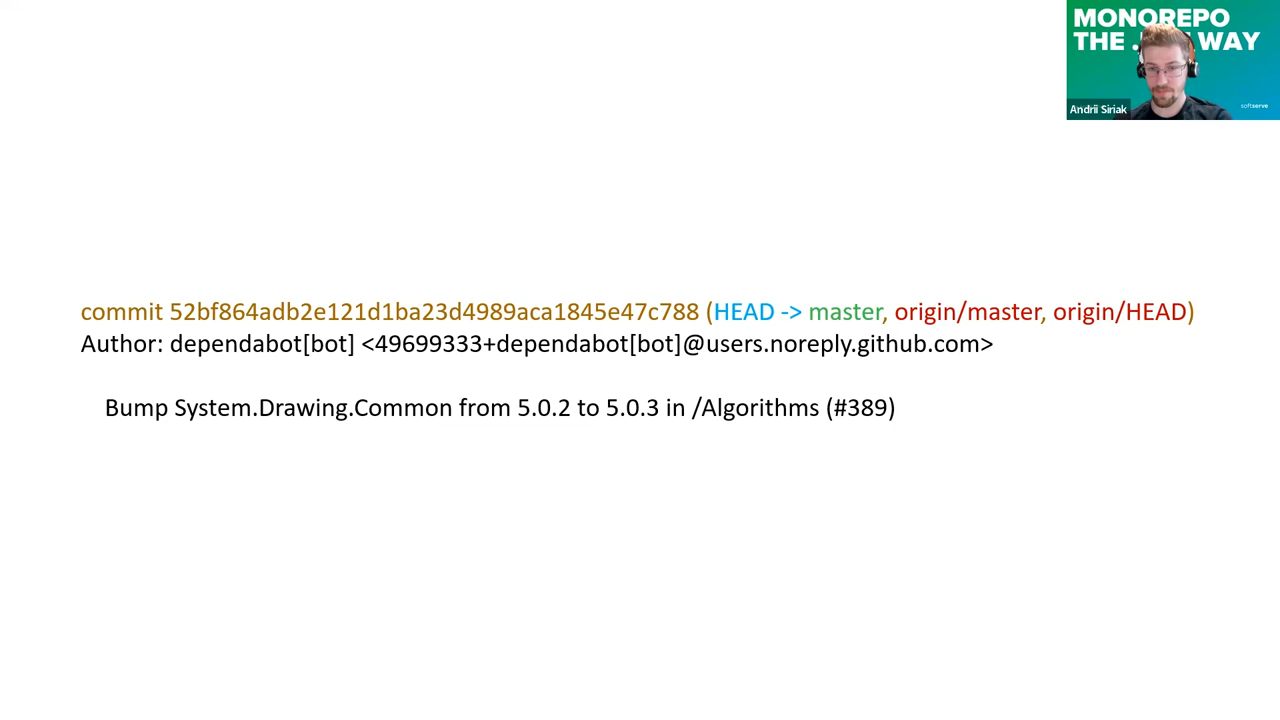 MONOREPO
THE . WAY
Andrii Siriak
softserve
commit 52bf864adb2e121d1ba23d4989aca1845e47c788 (HEAD -> master, origin/master, origin/HEAD)
Author: dependabot[bot] <49699333+dependabot[bot]@users.noreply.github.com>
Bump System.Drawing.Common from 5.0.2 to 5.0.3 in /Algorithms (#389)